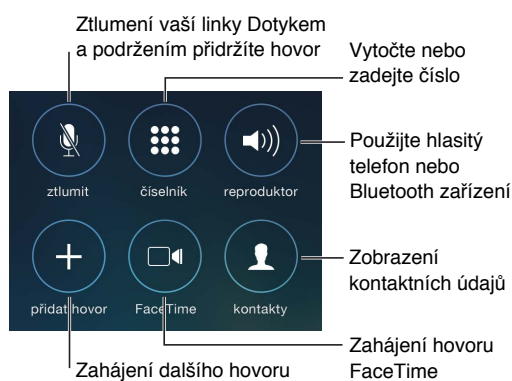 Ztlumení vaší linky Dotykem
a podržením přidržíte hovor
Vytočte nebo
zadejte číslo
ztlumit
číselník
reproduktor
Použijte hlasitý
telefon nebo
Bluetooth zařízení
přidat hovor
FaceTime
kontakty
Zobrazení
kontaktních údajů
Zahájení dalšího hovoru
Zahájení hovoru
FaceTime